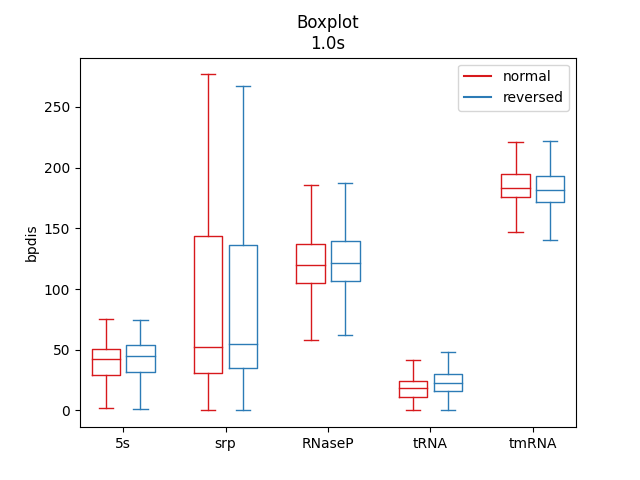 Boxplot
1.0s
normal
reversed
bpdis
250
200
150
100
50
0
5s srp RNaseP tRNA tmRNA